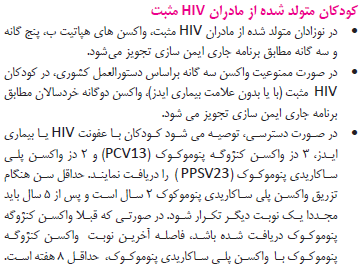 کودکان متولد شده از مادران HIV مثبت
• در نوزادان متولد شده از مادران HIV مثبت، واکسن های هپاتیت ب، پنج گانه
و سه گانه مطابق برنامه جاری ایمن سازی تجویز می‌شود.
• در صورت ممنوعیت واکسن سه گانه براساس دستورالعمل کشوری، در کودکان
HIV مثبت (با یا بدون علامت بیماری ایدز)، واکسن دوگانه خردسالان مطابق
برنامه جاری ایمن سازی تجویز می شود.
• در صورت دسترسی، توصیه می شود کودکان با عفونت HIV یا بیماری
ایدز، ۳ دز واکسن کنژوگه پنوموکوک (PCV13) و ۲ دز واکسن پلی
ساکاریدی پنوموکوک (PPSV23 ) را دریافت نمایند. حداقل سن هنگام
تزریق واکسن پلی ساکاریدی پنوموکوک ۲ سال است و پس از ۵ سال باید
مجددا یک نوبت دیگر تکرار شود. در صورتی که قبلا واکسن کنژوگه
پنوموکوک دریافت شده باشد، فاصله آخرین نوبت واکسن کنژوگه
پنوموکوک با واکسن پلی ساکاریدی پنوموکوک، حداقل ۸ هفته است.